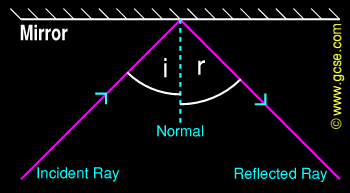 Mirror
i
r
Normal
Incident Ray
Reflected Ray
© www.gcse.com